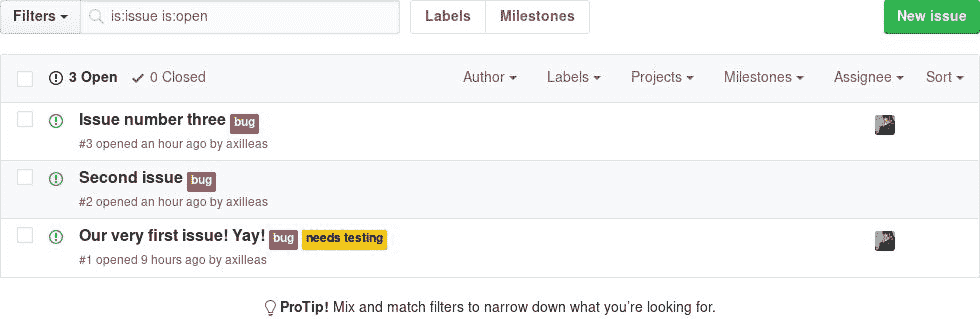 Filters is:issue is:open Labels Milestones New issue
3 Open 0 Closed Author Labels Projects Milestones Assignee Sort
Issue number three bug
#3 opened an hour ago by axilleas
Second issue bug
#2 opened an hour ago by axilleas
Our very first issue! Yay! bug needs testing
#1 opened 9 hours ago by axilleas
ProTip! Mix and match filters to narrow down what you’re looking for.